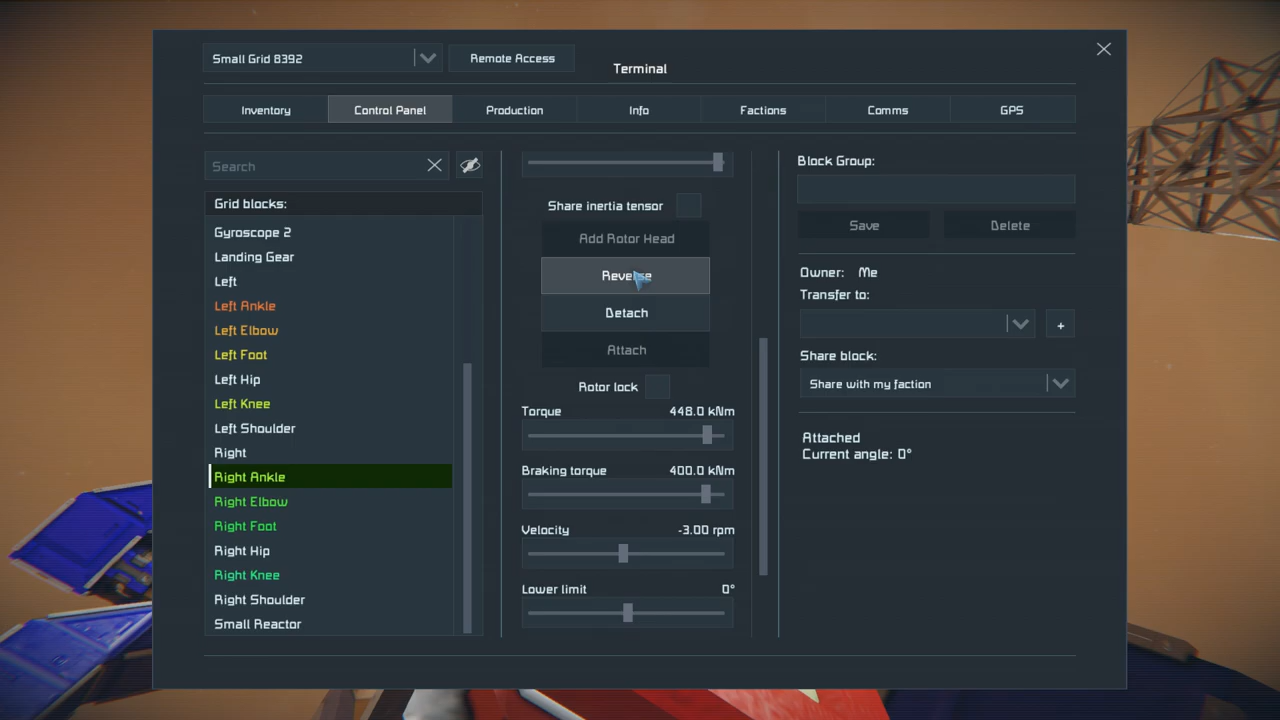 Small Grid 8392
Remote Access
Terminal
Inventory
Control Panel
Production
Info
Factions
Comms
GPS
Search
Grid blocks:
Gyroscope 2
Landing Gear
Left
Left Ankle
Left Elbow
Left Foot
Left Hip
Left Knee
Left Shoulder
Right
Right Ankle
Right Elbow
Right Foot
Right Hip
Right Knee
Right Shoulder
Small Reactor
Share inertia tensor
Add Rotor Head
Reverse
Detach
Attach
Rotor lock
Torque 448.0 kNm
Braking torque 400.0 kNm
Velocity -3.00 rpm
Lower limit 0°
Block Group:
Save
Delete
Owner: Me
Transfer to:
+
Share block:
Share with my faction
Attached
Current angle: 0°